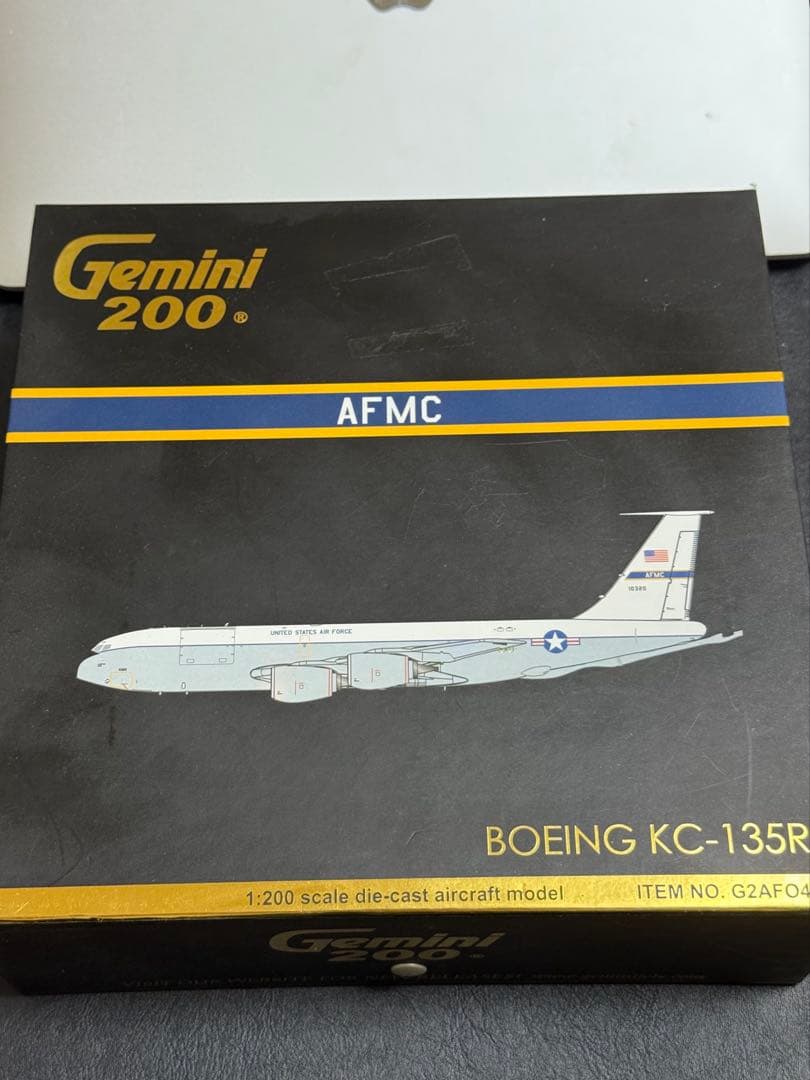 Gemini
200®
AFMC
AFMC
10325
UNITED STATES AIR FORCE
BOEING KC-135R
1:200 scale die-cast aircraft model ITEM NO. G2AFO4
Gemini
200®